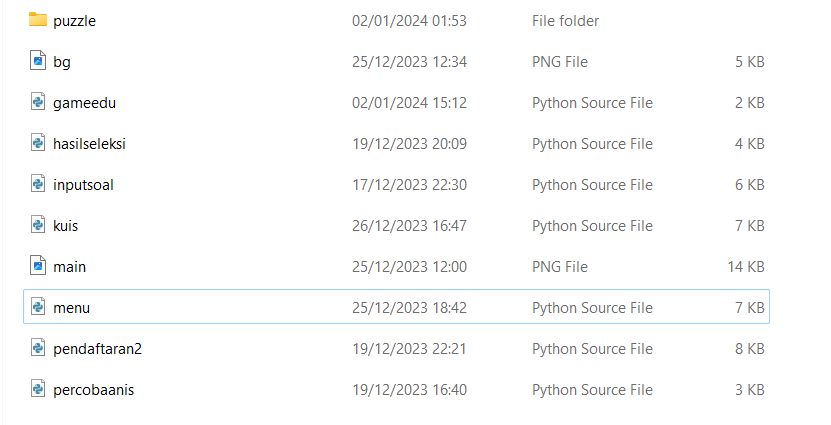 puzzle 02/01/2024 01:53 File folder
bg 25/12/2023 12:34 PNG File 5 KB
gameedu 02/01/2024 15:12 Python Source File 2 KB
hasilseleksi 19/12/2023 20:09 Python Source File 4 KB
inputsoal 17/12/2023 22:30 Python Source File 6 KB
kuis 26/12/2023 16:47 Python Source File 7 KB
main 25/12/2023 12:00 PNG File 14 KB
menu 25/12/2023 18:42 Python Source File 7 KB
pendaftaran2 19/12/2023 22:21 Python Source File 8 KB
percobaanis 19/12/2023 16:40 Python Source File 3 KB